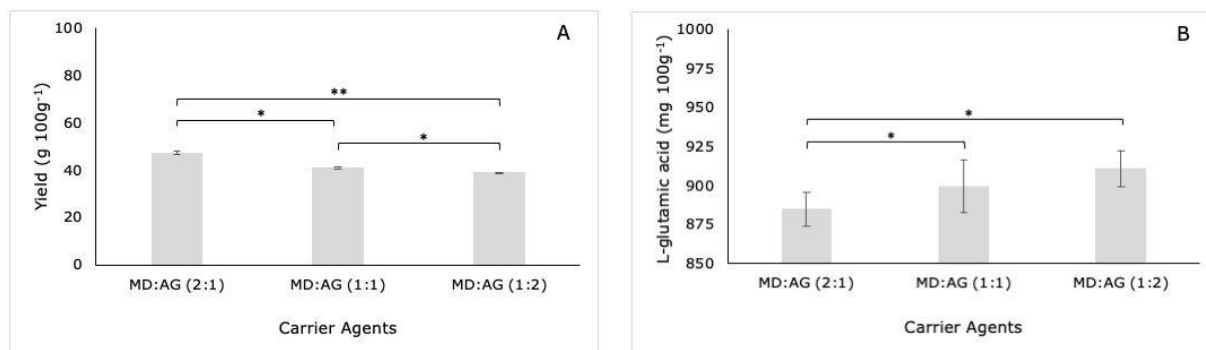 A
100
80
60
40
20
0
Yield (g 100g⁻¹)
**
*
*
MD:AG (2:1) MD:AG (1:1) MD:AG (1:2)
Carrier Agents
B
1000
975
950
925
900
875
850
L-glutamic acid (mg 100g⁻¹)
*
*
MD:AG (2:1) MD:AG (1:1) MD:AG (1:2)
Carrier Agents